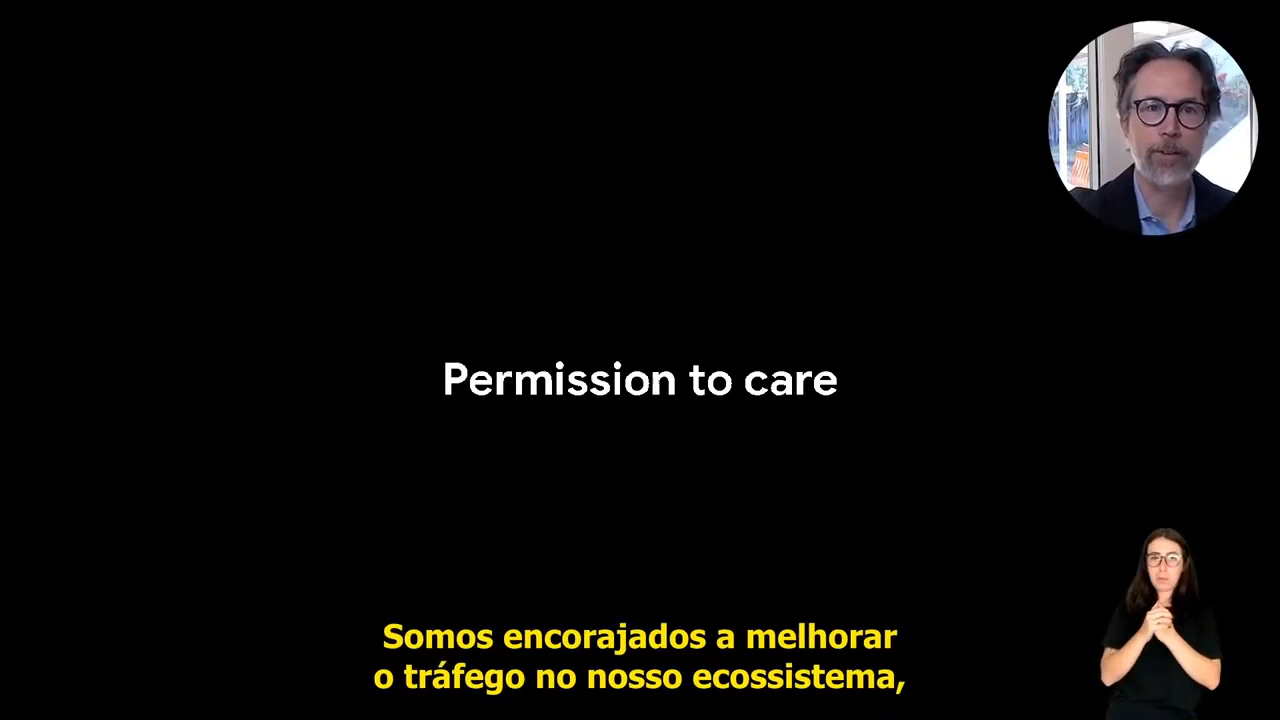 Permission to care
Somos encorajados a melhorar
o tráfego no nosso ecossistema,